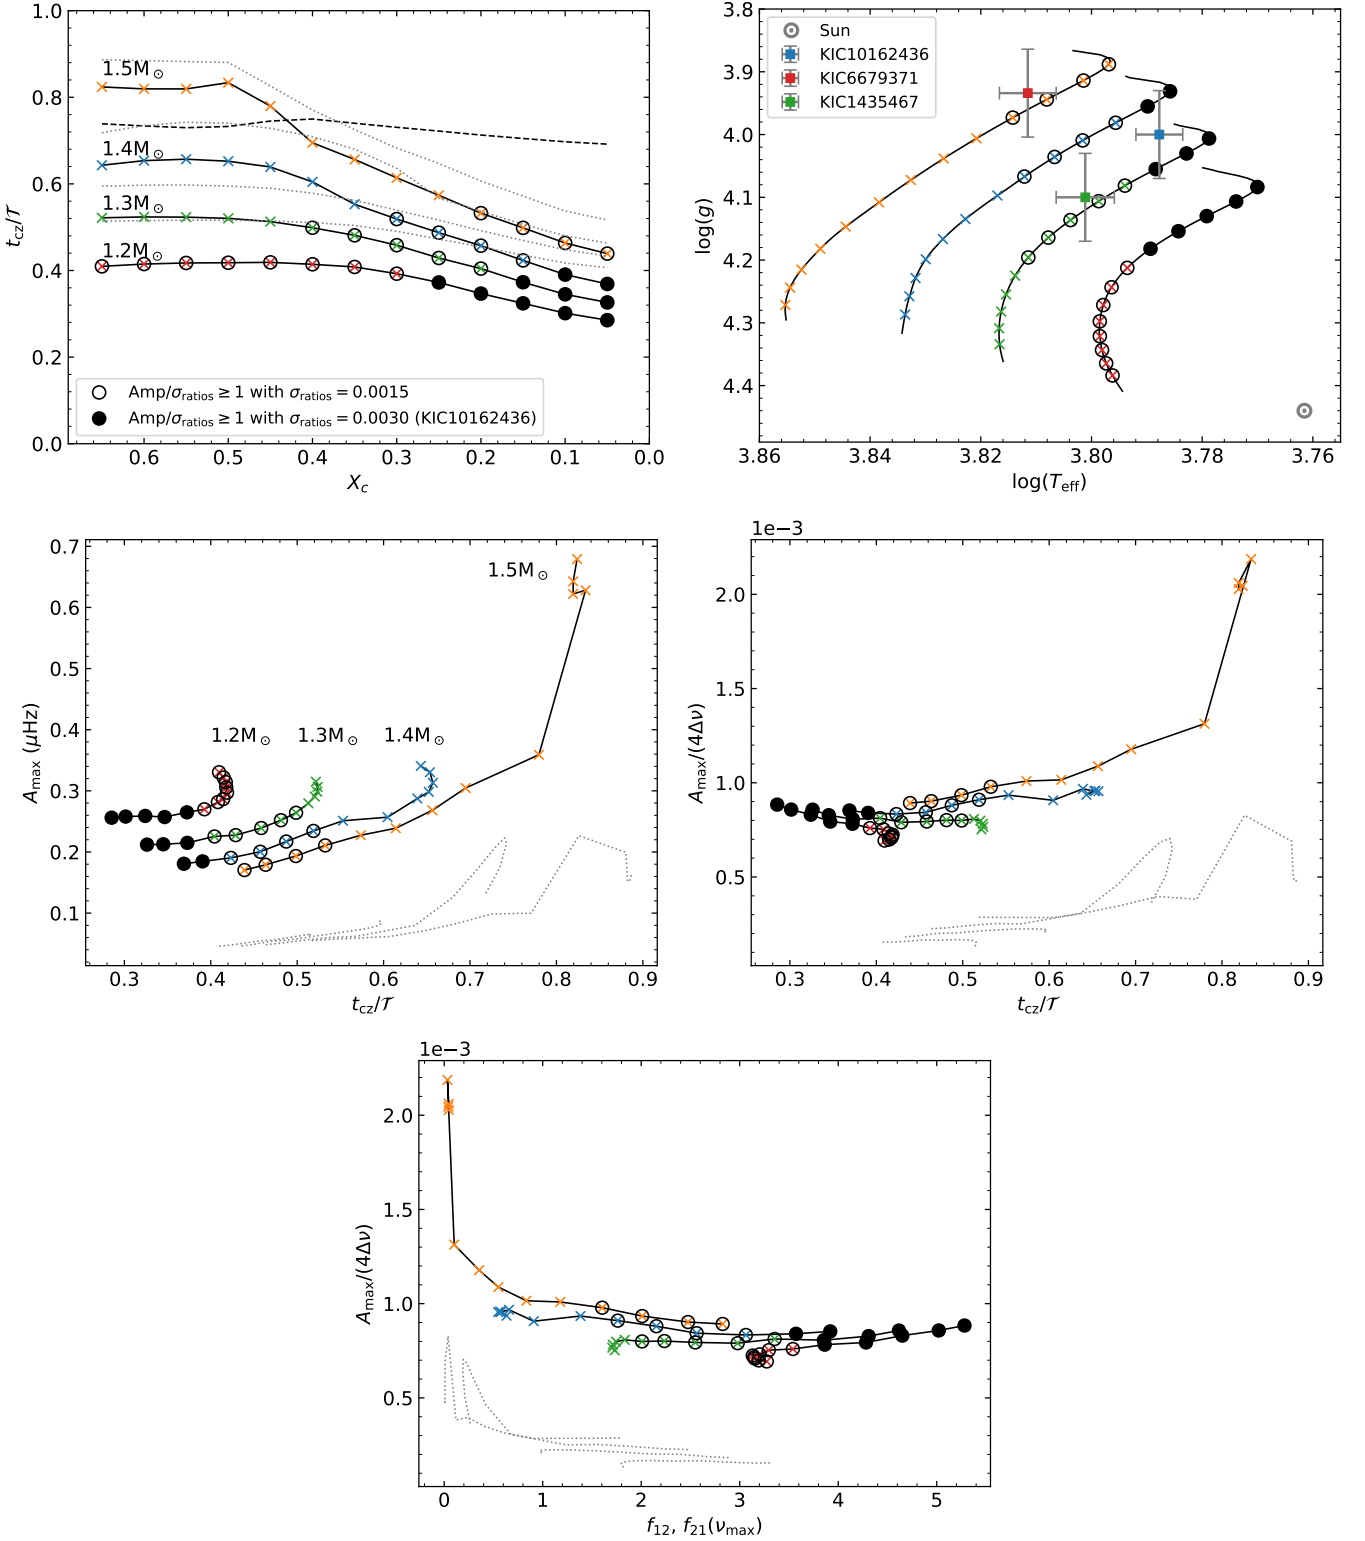 1.0
0.8
0.6
0.4
0.2
0.0
t_cz/𝒯
1.5M⊙
1.4M⊙
1.3M⊙
1.2M⊙
Amp/σ_ratios ≥ 1 with σ_ratios = 0.0015
Amp/σ_ratios ≥ 1 with σ_ratios = 0.0030 (KIC10162436)
0.6 0.5 0.4 0.3 0.2 0.1 0.0
X_c
3.8
3.9
4.0
4.1
4.2
4.3
4.4
log(g)
Sun
KIC10162436
KIC6679371
KIC1435467
3.86 3.84 3.82 3.80 3.78 3.76
log(T_eff)
0.7
0.6
0.5
0.4
0.3
0.2
0.1
A_max (μHz)
1.5M⊙
1.2M⊙ 1.3M⊙ 1.4M⊙
0.3 0.4 0.5 0.6 0.7 0.8 0.9
t_cz/𝒯
1e−3
2.0
1.5
1.0
0.5
A_max/(4Δν)
0.3 0.4 0.5 0.6 0.7 0.8 0.9
t_cz/𝒯
1e−3
2.0
1.5
1.0
0.5
A_max/(4Δν)
0 1 2 3 4 5
f_12, f_21(ν_max)